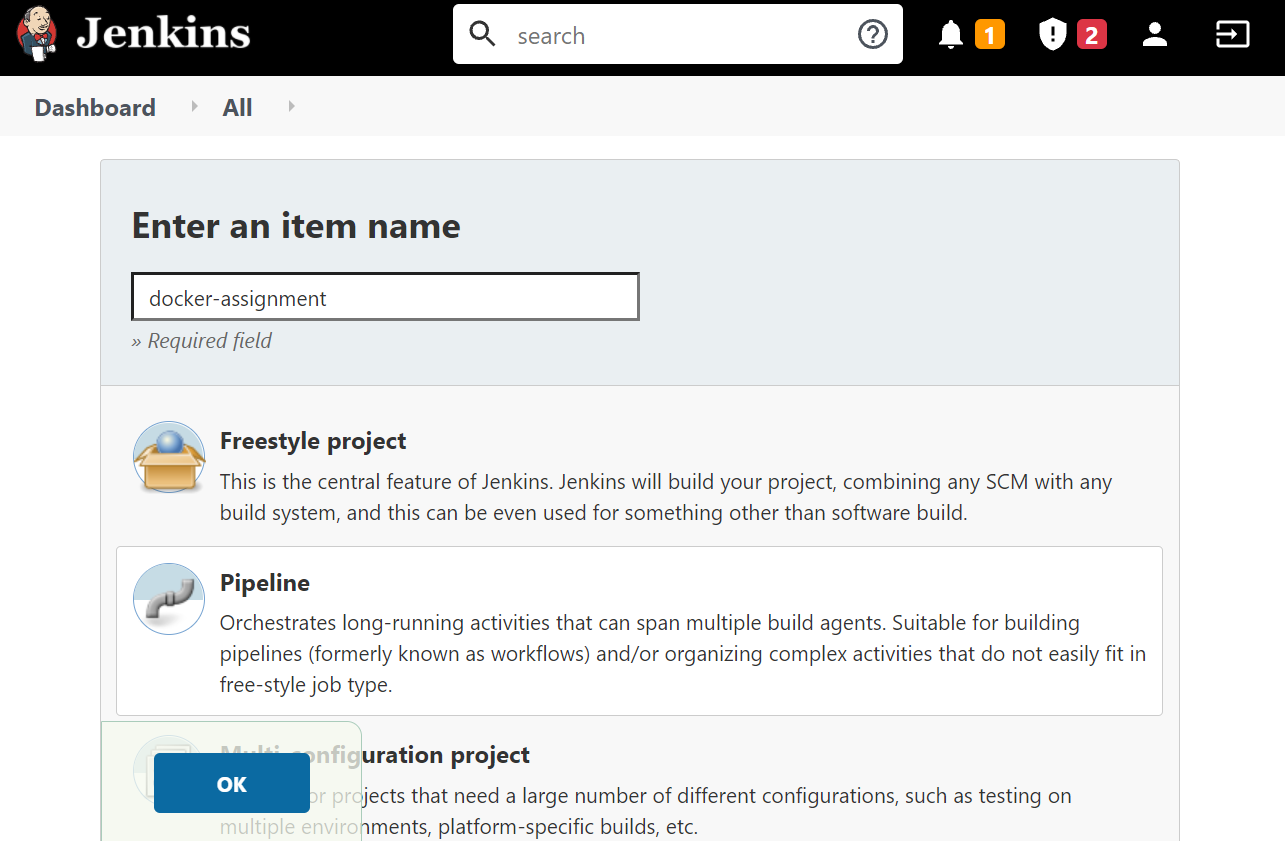 Jenkins
search
1
2
Dashboard
All
Enter an item name
docker-assignment
» Required field
Freestyle project
This is the central feature of Jenkins. Jenkins will build your project, combining any SCM with any
build system, and this can be even used for something other than software build.
Pipeline
Orchestrates long-running activities that can span multiple build agents. Suitable for building
pipelines (formerly known as workflows) and/or organizing complex activities that do not easily fit in
free-style job type.
Multi-configuration project
OK
or projects that need a large number of different configurations, such as testing on
multiple environments, platform-specific builds, etc.